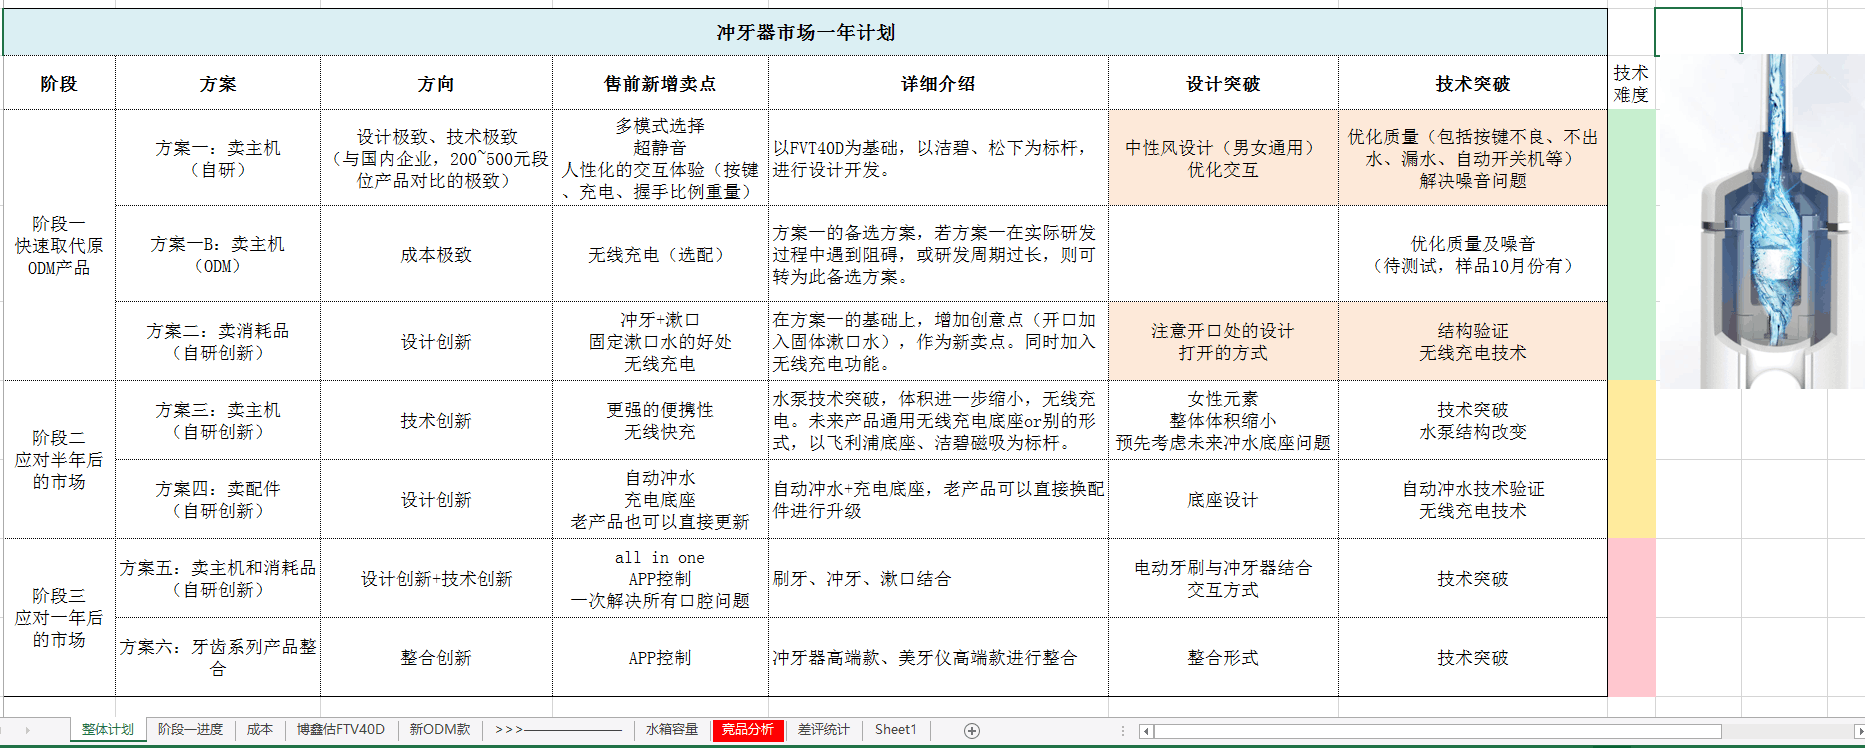 冲牙器市场一年计划
阶段
方案
方向
售前新增卖点
详细介绍
设计突破
技术突破
技术
难度
阶段一
快速取代原
ODM产品
方案一：卖主机
（自研）
设计极致、技术极致
（与国内企业，200~500元段
位产品对比的极致）
多模式选择
超静音
人性化的交互体验（按键
、充电、握手比例重量）
以FVT40D为基础，以洁碧、松下为标杆，
进行设计开发。
中性风设计（男女通用）
优化交互
优化质量（包括按键不良、不出
水、漏水、自动开关机等）
解决噪音问题
方案一B：卖主机
（ODM）
成本极致
无线充电（选配）
方案一的备选方案，若方案一在实际研发
过程中遇到阻碍，或研发周期过长，则可
转为此备选方案。
优化质量及噪音
（待测试，样品10月份有）
方案二：卖消耗品
（自研创新）
设计创新
冲牙+漱口
固定漱口水的好处
无线充电
在方案一的基础上，增加创意点（开口加
入固体漱口水），作为新卖点。同时加入
无线充电功能。
注意开口处的设计
打开的方式
结构验证
无线充电技术
阶段二
应对半年后
的市场
方案三：卖主机
（自研创新）
技术创新
更强的便携性
无线快充
水泵技术突破，体积进一步缩小，无线充
电。未来产品通用无线充电底座or别的形
式，以飞利浦底座、洁碧磁吸为标杆。
女性元素
整体体积缩小
预先考虑未来冲水底座问题
技术突破
水泵结构改变
方案四：卖配件
（自研创新）
设计创新
自动冲水
充电底座
老产品也可以直接更新
自动冲水+充电底座，老产品可以直接换配
件进行升级
底座设计
自动冲水技术验证
无线充电技术
阶段三
应对一年后
的市场
方案五：卖主机和消耗品
（自研创新）
设计创新+技术创新
all in one
APP控制
一次解决所有口腔问题
刷牙、冲牙、漱口结合
电动牙刷与冲牙器结合
交互方式
技术突破
方案六：牙齿系列产品整
合
整合创新
APP控制
冲牙器高端款、美牙仪高端款进行整合
整合形式
技术突破
整体计划
阶段一进度
成本
博鑫估FTV40D
新ODM款
>>>————————
水箱容量
竞品分析
差评统计
Sheet1